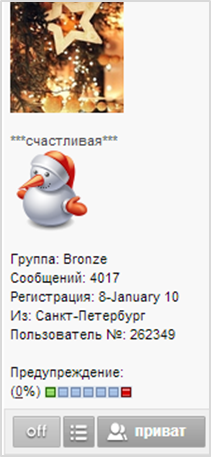 ***счастливая***
Группа: Bronze
Сообщений: 4017
Регистрация: 8-January 10
Из: Санкт-Петербург
Пользователь №: 262349
Предупреждение:
(0%)
off приват